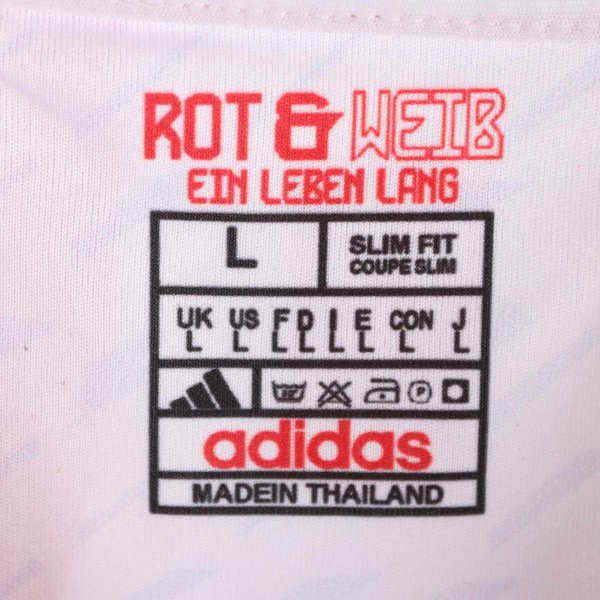 ROT & WEIß
EIN LEBEN LANG
L
SLIM FIT
COUPE SLIM
UK US F D I E CON J
L L L L L L L L
P
adidas
MADEIN THAILAND